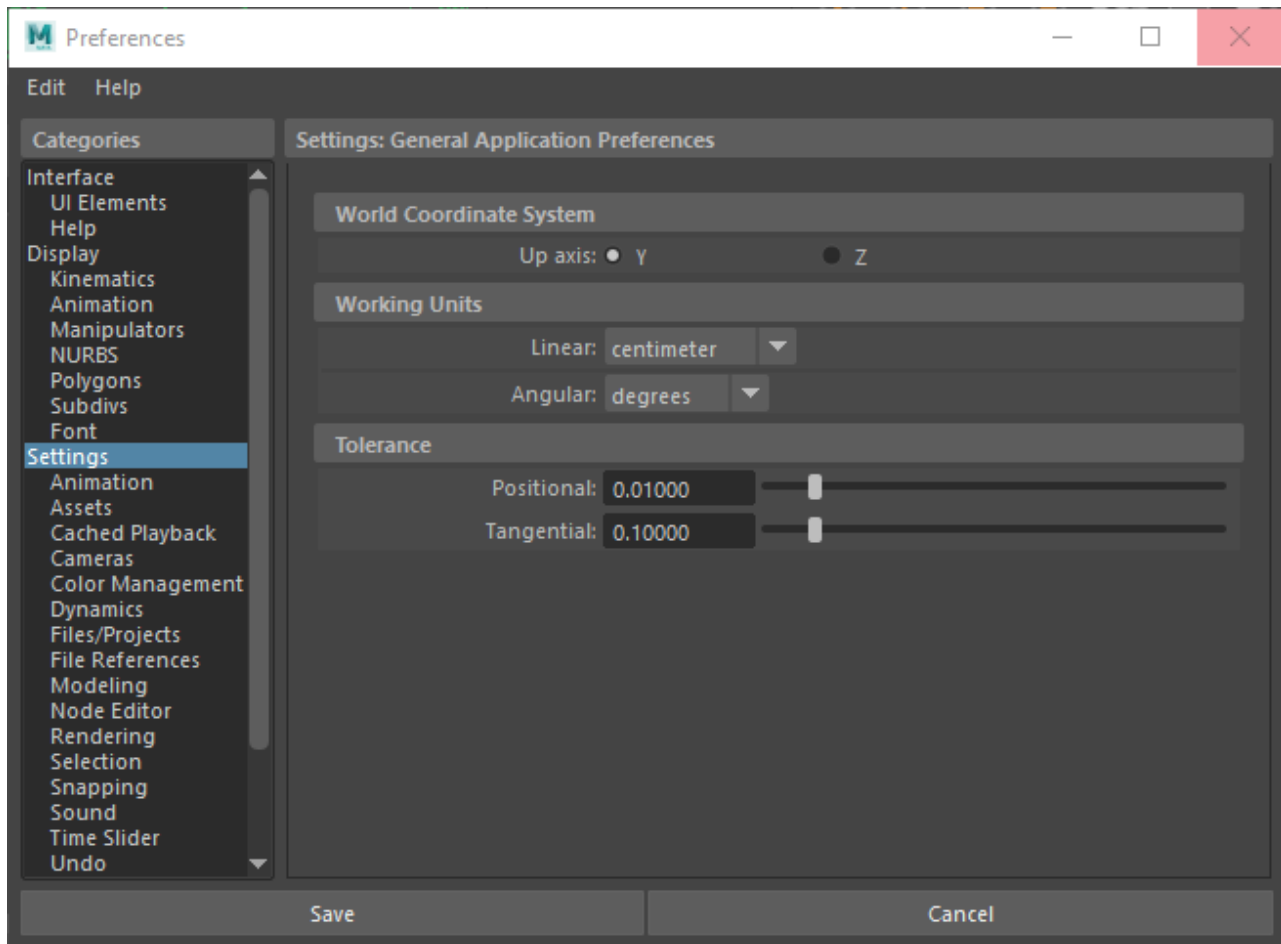 Preferences
Edit Help
Categories
Interface
UI Elements
Help
Display
Kinematics
Animation
Manipulators
NURBS
Polygons
Subdivs
Font
Settings
Animation
Assets
Cached Playback
Cameras
Color Management
Dynamics
Files/Projects
File References
Modeling
Node Editor
Rendering
Selection
Snapping
Sound
Time Slider
Undo
Settings: General Application Preferences
World Coordinate System
Up axis: Y Z
Working Units
Linear: centimeter
Angular: degrees
Tolerance
Positional: 0.01000
Tangential: 0.10000
Save Cancel